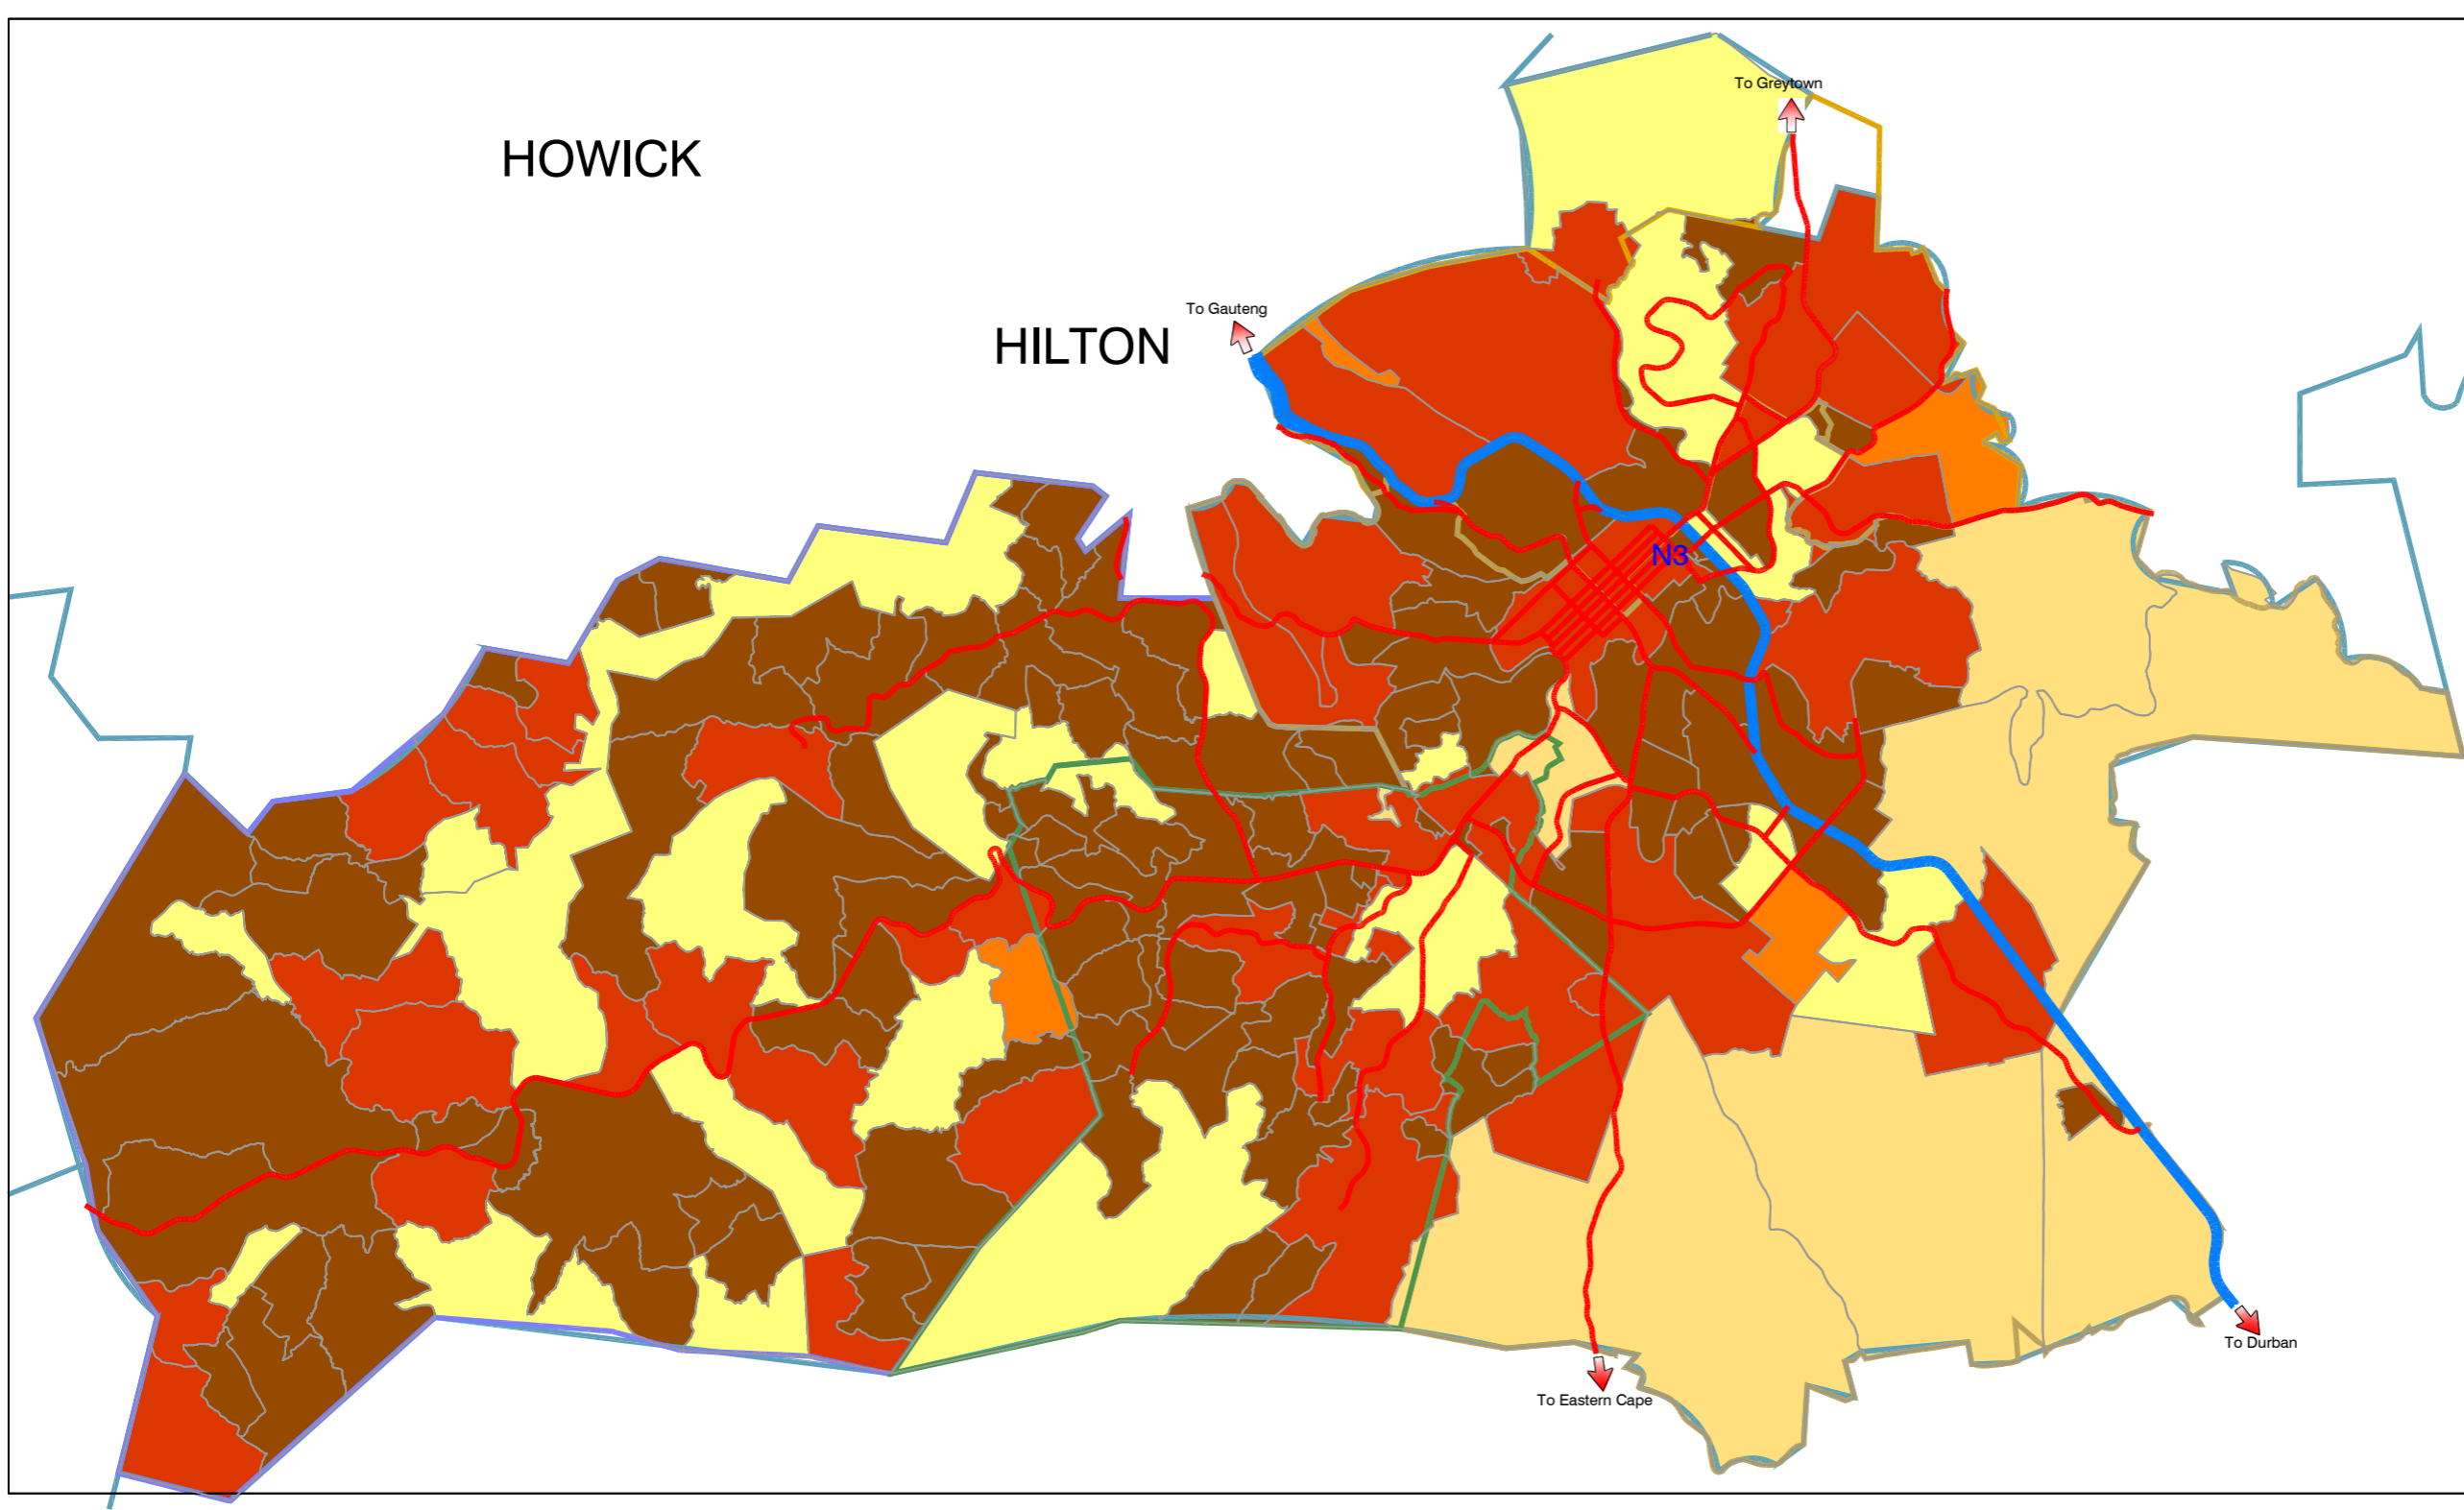 To Greytown
HOWICK
To Gauteng
HILTON
N3
To Durban
To Eastern Cape